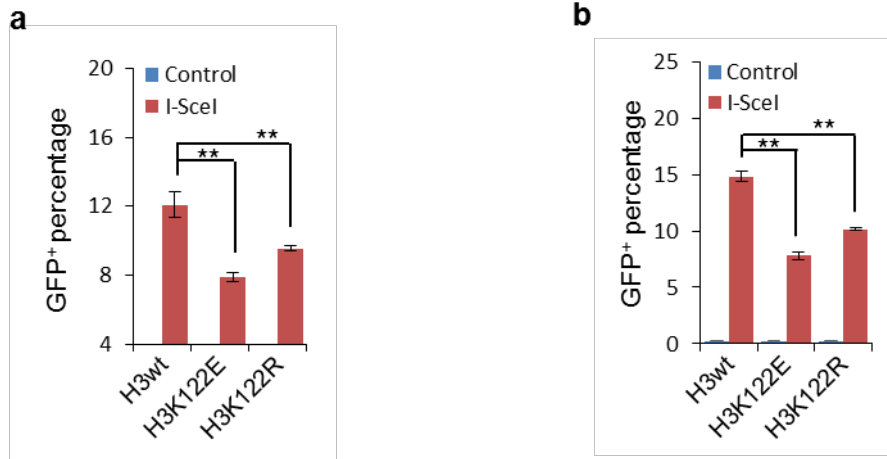 a
20
16
12
8
4
GFP+ percentage
Control
I-SceI
**
**
H3wt
H3K122E
H3K122R
b
25
20
15
10
5
0
GFP+ percentage
Control
I-SceI
**
**
H3wt
H3K122E
H3K122R